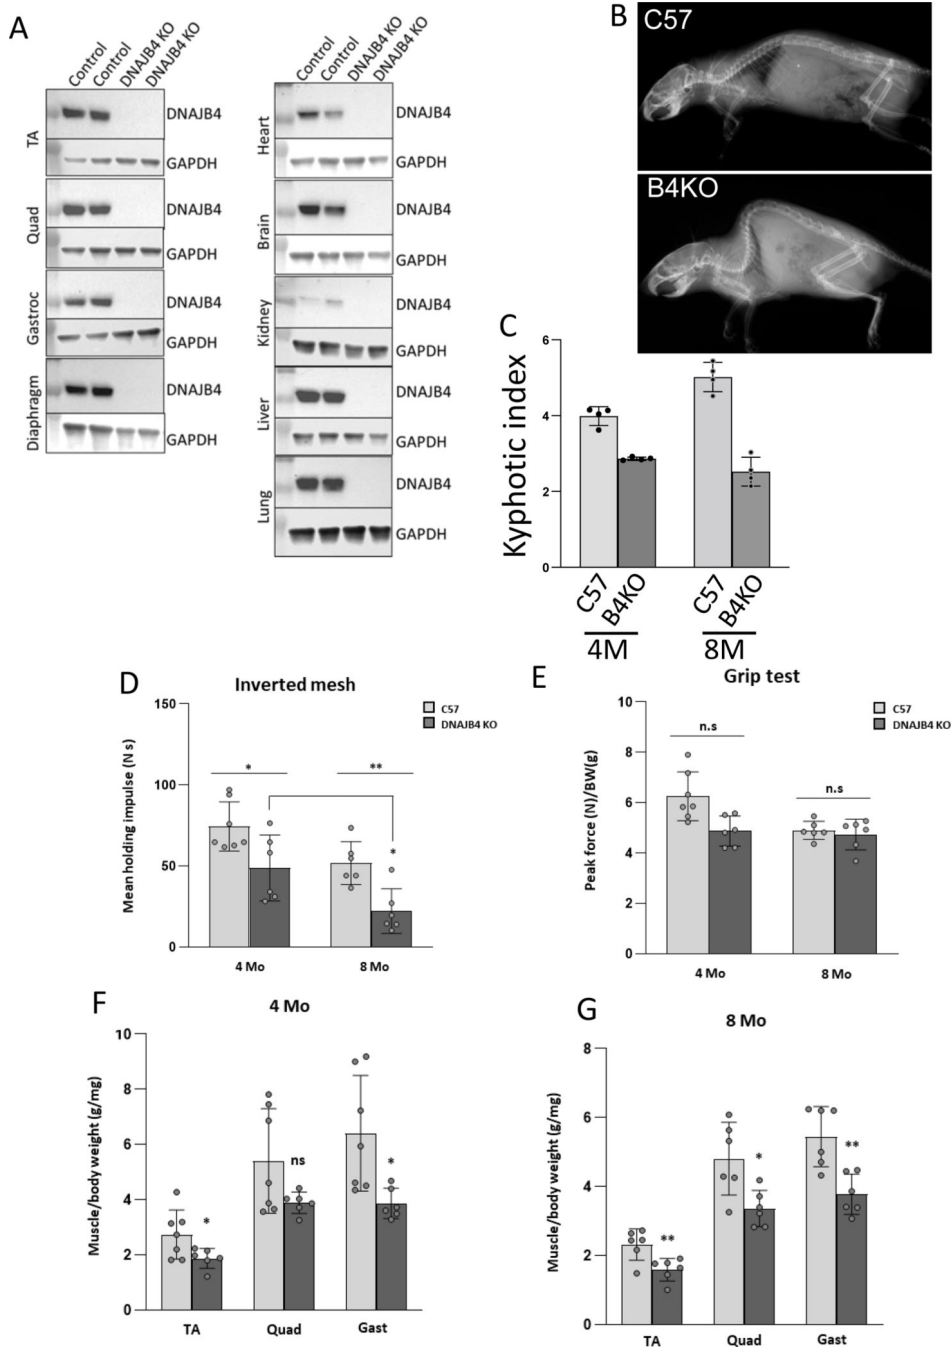 A
Control
Control
DNAJB4 KO
DNAJB4 KO
TA
DNAJB4
GAPDH
Quad
DNAJB4
GAPDH
Gastroc
DNAJB4
GAPDH
Diaphragm
DNAJB4
GAPDH
Control
Control
DNAJB4 KO
DNAJB4 KO
Heart
DNAJB4
GAPDH
Brain
DNAJB4
GAPDH
Kidney
DNAJB4
GAPDH
Liver
DNAJB4
GAPDH
Lung
DNAJB4
GAPDH
B
C57
B4KO
C
Kyphotic index
6
4
2
0
C57
B4KO
C57
B4KO
4M
8M
D
Inverted mesh
C57
DNAJB4 KO
Mean holding impulse (N s)
150
100
50
0
*
**
*
4 Mo
8 Mo
E
Grip test
C57
DNAJB4 KO
Peak force (N)/BW(g)
10
8
6
4
2
0
n.s
n.s
4 Mo
8 Mo
F
4 Mo
Muscle/body weight (g/mg)
10
8
6
4
2
0
*
ns
*
TA
Quad
Gast
G
8 Mo
Muscle/body weight (g/mg)
8
6
4
2
0
**
*
**
TA
Quad
Gast